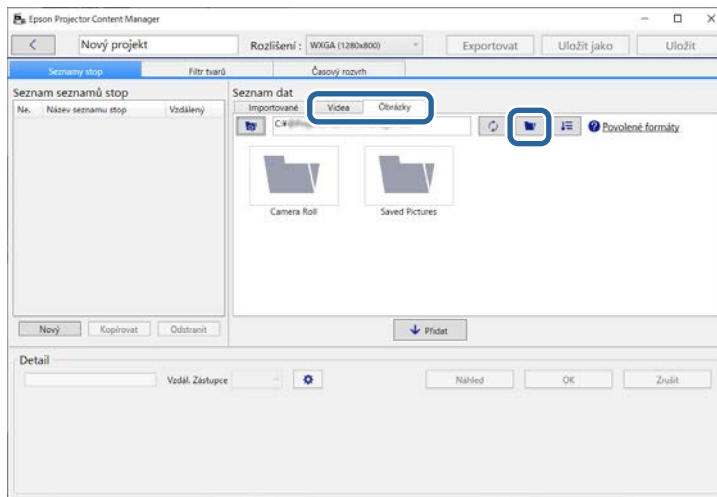 Epson Projector Content Manager
Nový projekt Rozlišení : WXGA (1280x800) Exportovat Uložit jako Uložit
Seznamy stop Filtr tvarů Časový rozvrh
Seznam seznamů stop
Ne. Název seznamu stop Vzdálený
Seznam dat
Importované Videa Obrázky
C:¥ Povolené formáty
Camera Roll Saved Pictures
Nový Kopírovat Odstranit
Přidat
Detail
Vzdál. Zástupce Náhled OK Zrušit